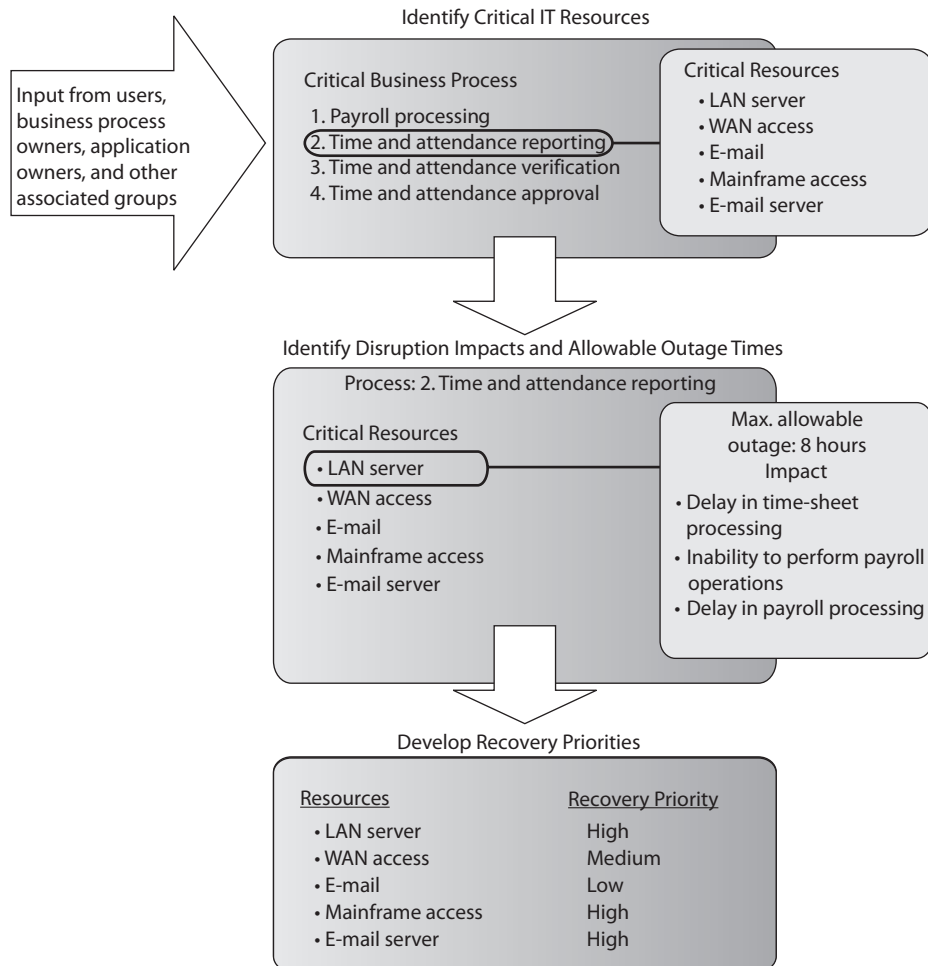 Identify Critical IT Resources
Input from users,
business process
owners, application
owners, and other
associated groups
Critical Business Process
1. Payroll processing
2. Time and attendance reporting
3. Time and attendance verification
4. Time and attendance approval
Critical Resources
• LAN server
• WAN access
• E-mail
• Mainframe access
• E-mail server
Identify Disruption Impacts and Allowable Outage Times
Process: 2. Time and attendance reporting
Critical Resources
• LAN server
• WAN access
• E-mail
• Mainframe access
• E-mail server
Max. allowable
outage: 8 hours
Impact
• Delay in time-sheet
processing
• Inability to perform payroll
operations
• Delay in payroll processing
Develop Recovery Priorities
Resources Recovery Priority
• LAN server High
• WAN access Medium
• E-mail Low
• Mainframe access High
• E-mail server High